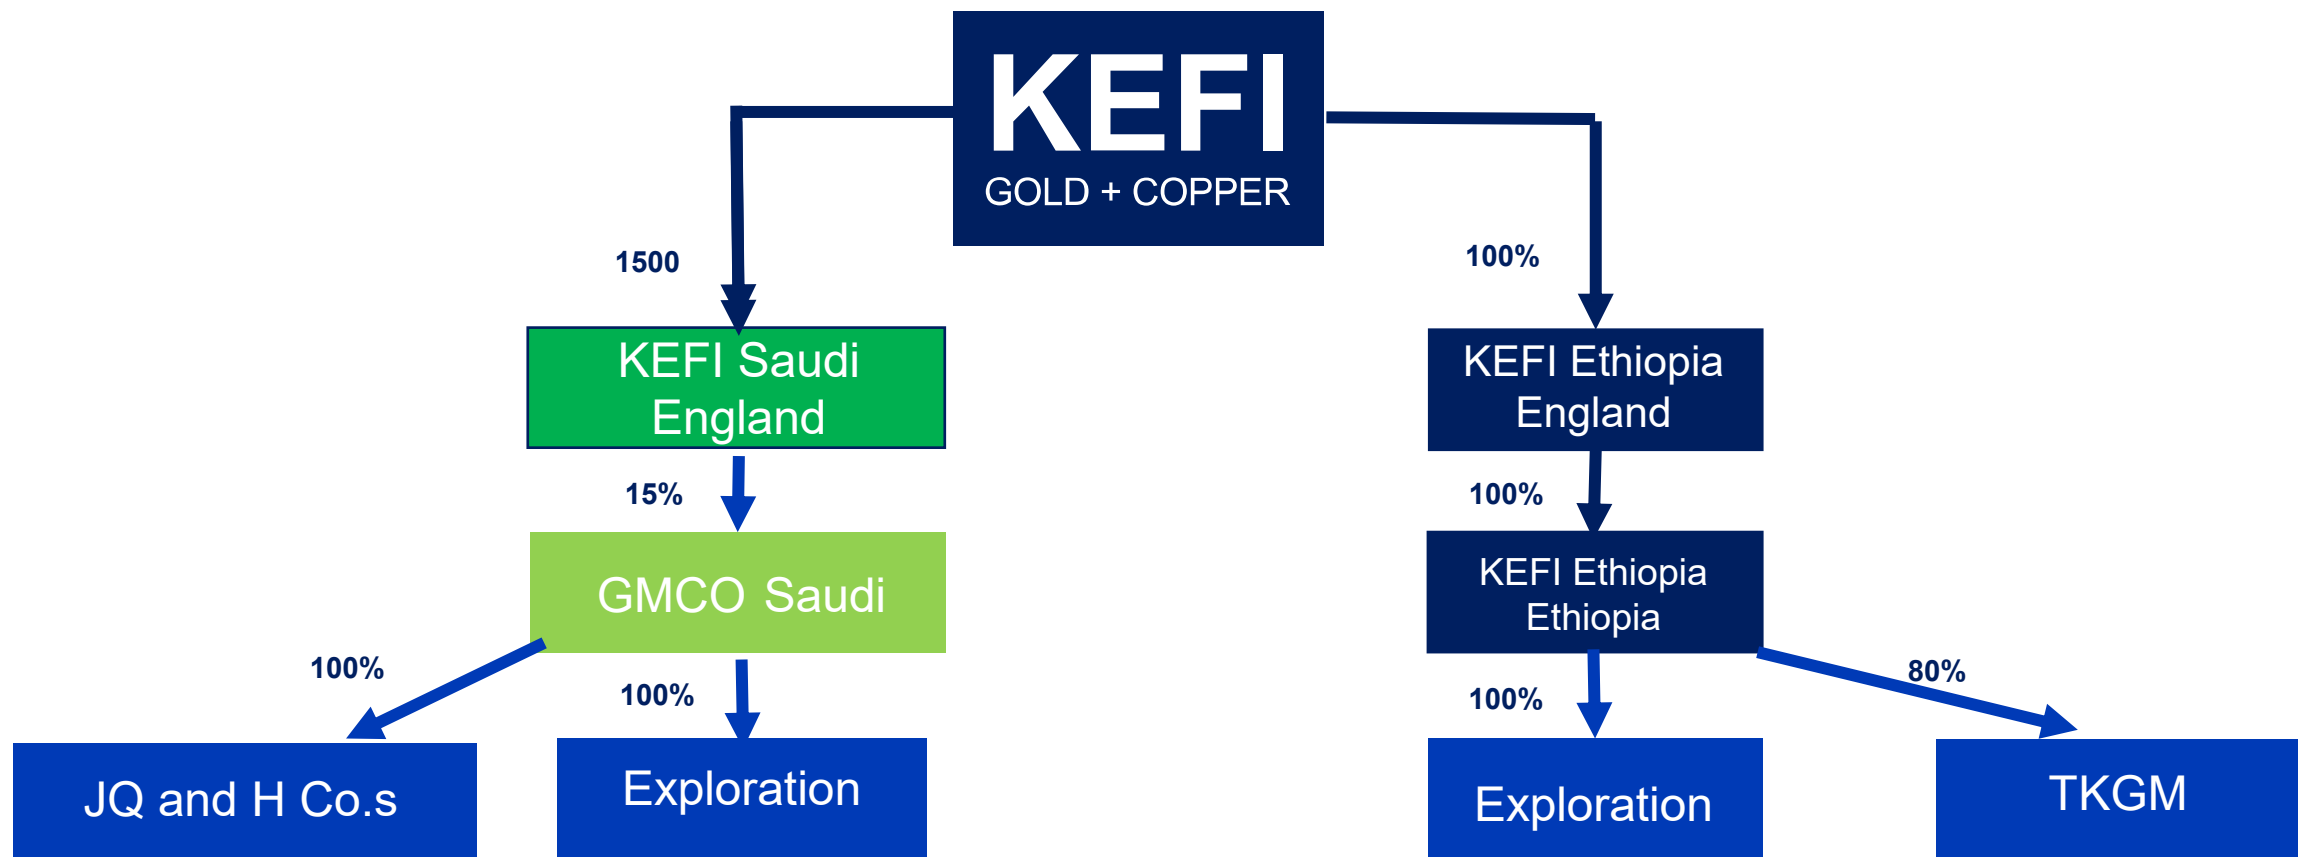 KEFI
GOLD + COPPER
1500
100%
KEFI Saudi
England
KEFI Ethiopia
England
15%
100%
GMCO Saudi
KEFI Ethiopia
Ethiopia
100%
100%
100%
80%
JQ and H Co.s
Exploration
Exploration
TKGM